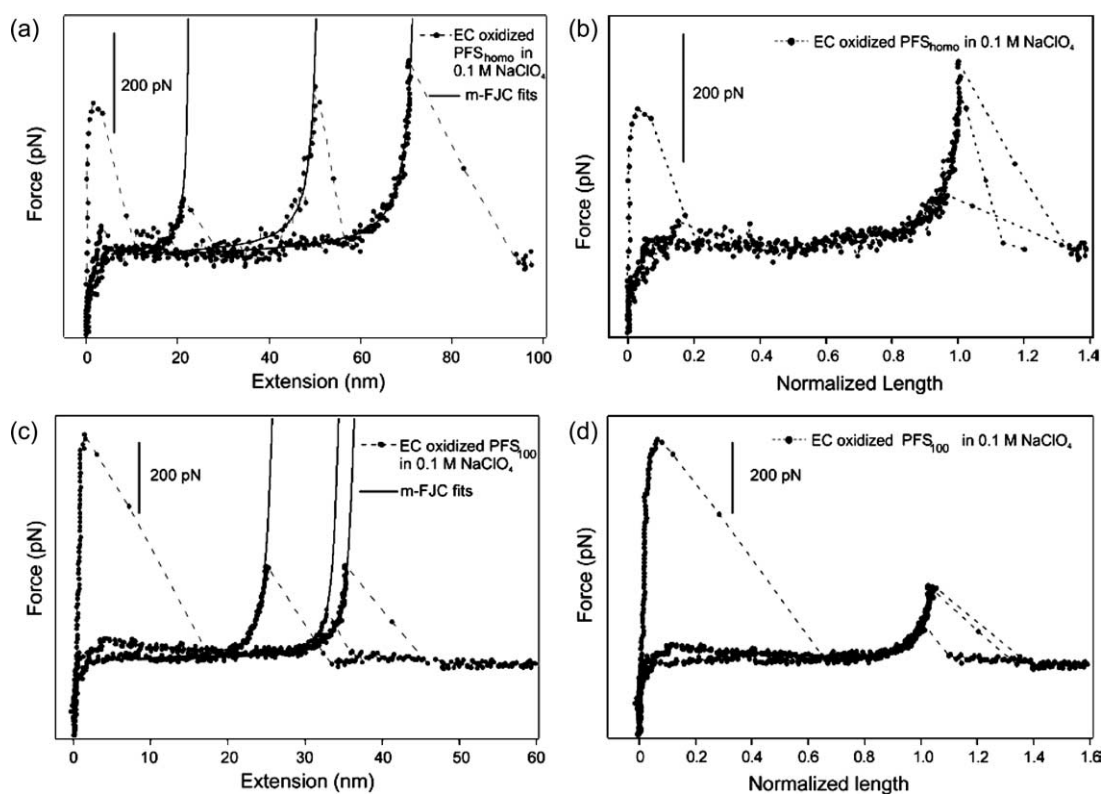 (a)
Force (pN)
200 pN
EC oxidized
PFS_homo in
0.1 M NaClO₄
m-FJC fits
0 20 40 60 80 100
Extension (nm)
(b)
Force (pN)
200 pN
EC oxidized PFS_homo in 0.1 M NaClO₄
0 0.2 0.4 0.6 0.8 1.0 1.2 1.4
Normalized Length
(c)
Force (pN)
200 pN
EC oxidized PFS₁₀₀
in 0.1 M NaClO₄
m-FJC fits
0 10 20 30 40 50 60
Extension (nm)
(d)
Force (pN)
200 pN
EC oxidized PFS₁₀₀ in 0.1 M NaClO₄
0.0 0.2 0.4 0.6 0.8 1.0 1.2 1.4 1.6
Normalized length